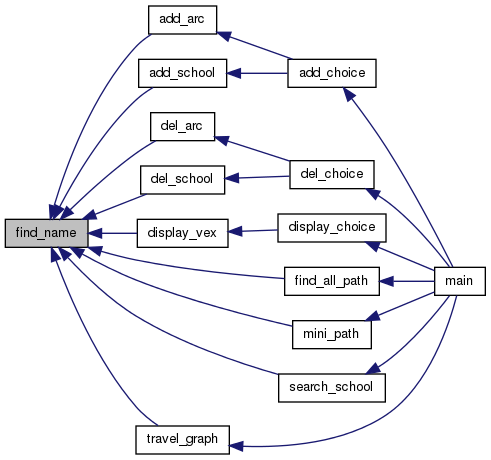 add_arc
add_school
add_choice
del_arc
del_school
del_choice
display_choice
find_name
display_vex
find_all_path
main
mini_path
search_school
travel_graph